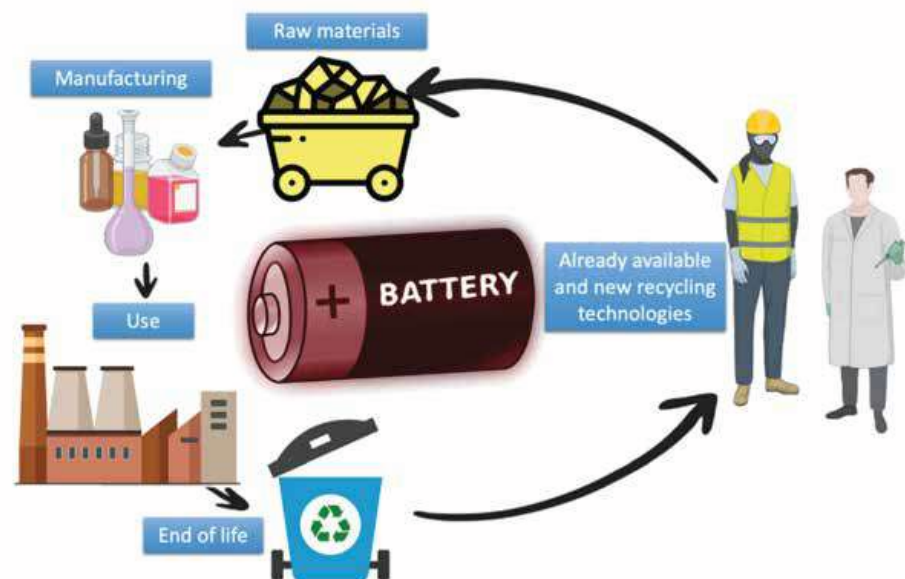 Raw materials
Manufacturing
+ BATTERY
Already available
and new recycling
technologies
Use
End of life